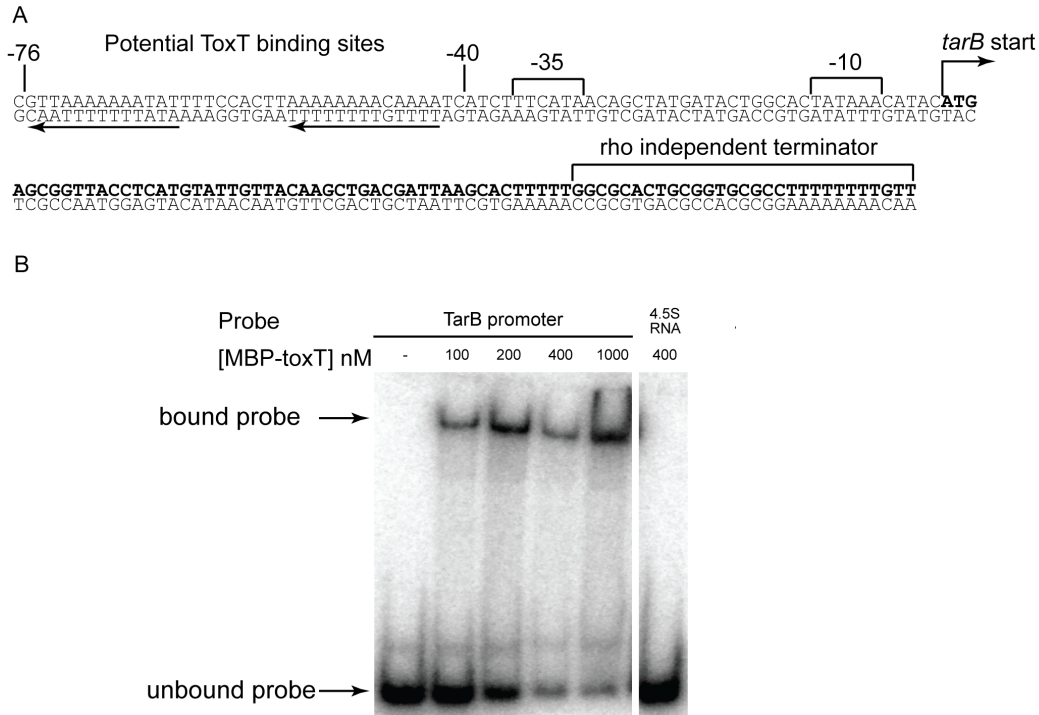 A
Potential ToxT binding sites
-76
-40
-35
-10
tarB start
CGTTAAAAAAATATTTTCCACTTAAAAAAAACAAAATCATCTTTCATAACAGCTATGATACTGGCACTATAAACATACATG
GCAATTTTTTTATAAAAGGTGAATTTTTTTTGTTTTAGTAGAAAGTATTGTCGATACTATGACCGTGATATTTGTATGTAC
rho independent terminator
AGCGGTTACCTCATGTATTGTTACAAGCTGACGATTAAGCACTTTTTGGCGCACTGCGGTGCGCCTTTTTTTTGTT
TCGCCAATGGAGTACATAACAATGTTCGACTGCTAATTCGTGAAAAACCGCGTGACGCCACGCGGAAAAAAAACAA
B
Probe TarB promoter 4.5S RNA
[MBP-toxT] nM - 100 200 400 1000 400
bound probe
unbound probe